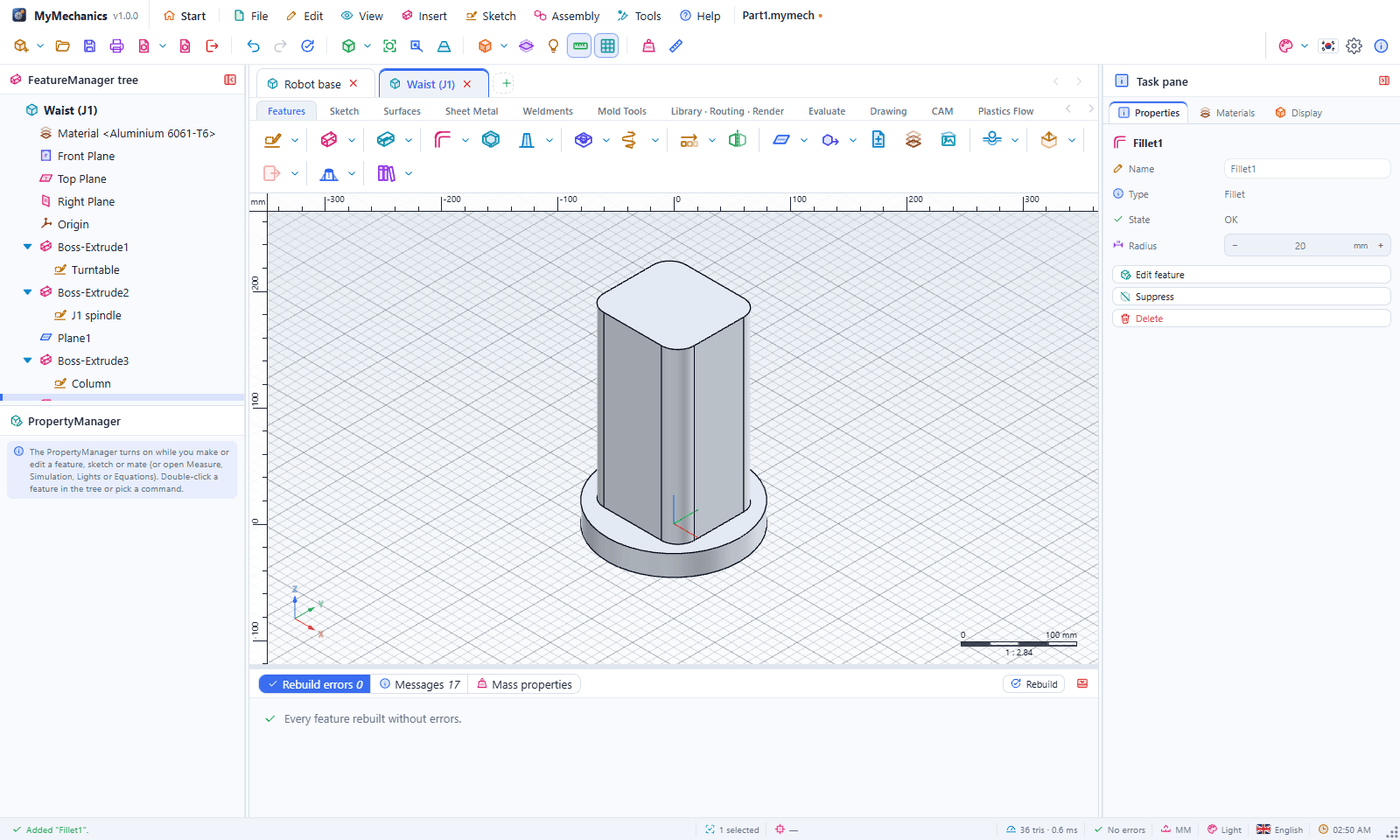 MyMechanics v1.0.0
Start
File
Edit
View
Insert
Sketch
Assembly
Tools
Help
Part1.mymech
FeatureManager tree
Waist (J1)
Material <Aluminium 6061-T6>
Front Plane
Top Plane
Right Plane
Origin
Boss-Extrude1
Turntable
Boss-Extrude2
J1 spindle
Plane1
Boss-Extrude3
Column
PropertyManager
The PropertyManager turns on while you make or
edit a feature, sketch or mate (or open Measure,
Simulation, Lights or Equations). Double-click a
feature in the tree or pick a command.
Robot base
Waist (J1)
Features
Sketch
Surfaces
Sheet Metal
Weldments
Mold Tools
Library · Routing · Render
Evaluate
Drawing
CAM
Plastics Flow
mm
-300
-200
-100
0
100
200
300
200
100
0
-100
Z
Y
X
0 100 mm
1 : 2.84
Rebuild errors 0
Messages 17
Mass properties
Rebuild
Every feature rebuilt without errors.
Task pane
Properties
Materials
Display
Fillet1
Name Fillet1
Type Fillet
State OK
Radius − 20 mm +
Edit feature
Suppress
Delete
Added "Fillet1".
1 selected
—
36 tris · 0.6 ms
No errors
MM
Light
English
02:50 AM